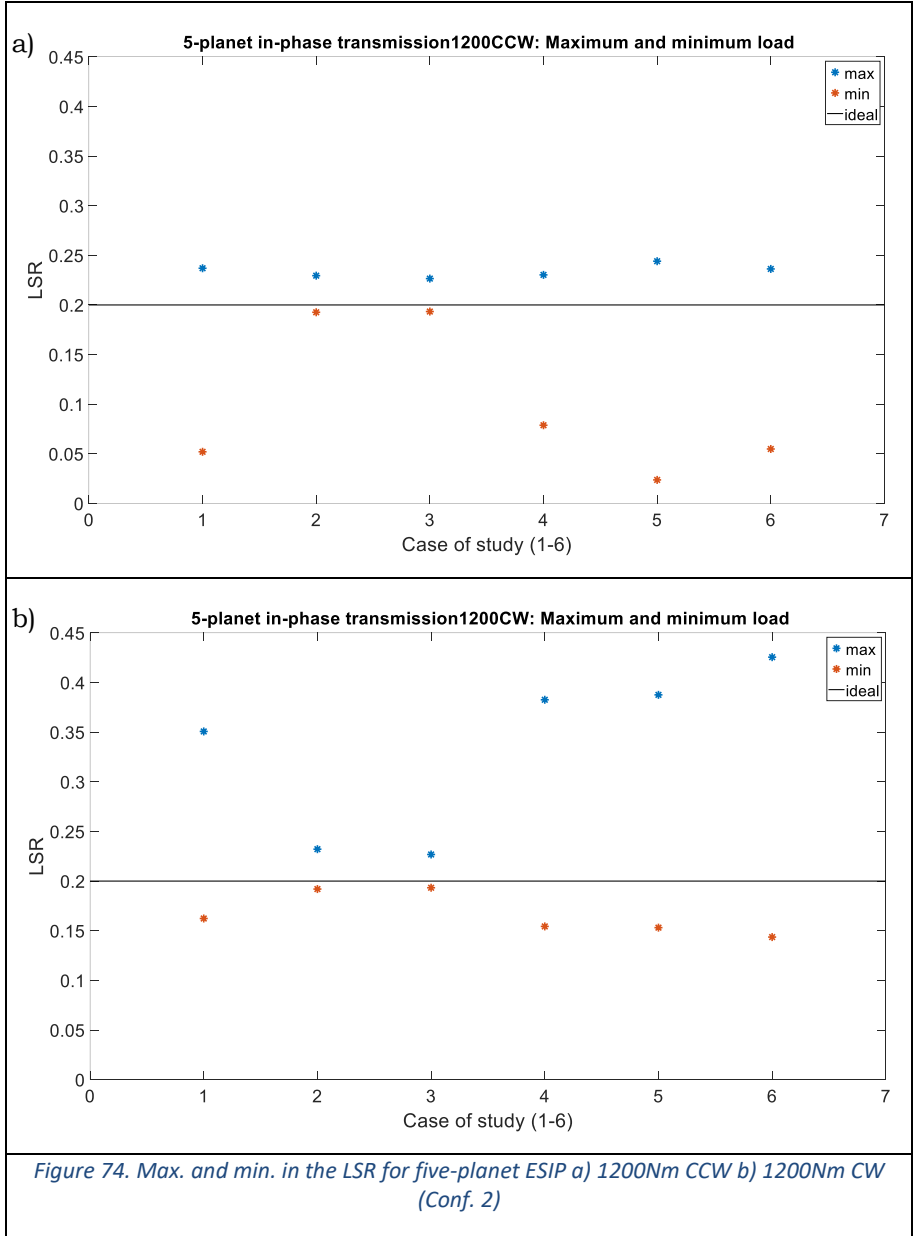 a)
5-planet in-phase transmission1200CCW: Maximum and minimum load
0.45
0.4
0.35
0.3
0.25
0.2
0.15
0.1
0.05
0
LSR
max
min
ideal
0 1 2 3 4 5 6 7
Case of study (1-6)
b)
5-planet in-phase transmission1200CW: Maximum and minimum load
0.45
0.4
0.35
0.3
0.25
0.2
0.15
0.1
0.05
0
LSR
max
min
ideal
0 1 2 3 4 5 6 7
Case of study (1-6)
Figure 74. Max. and min. in the LSR for five-planet ESIP a) 1200Nm CCW b) 1200Nm CW
(Conf. 2)